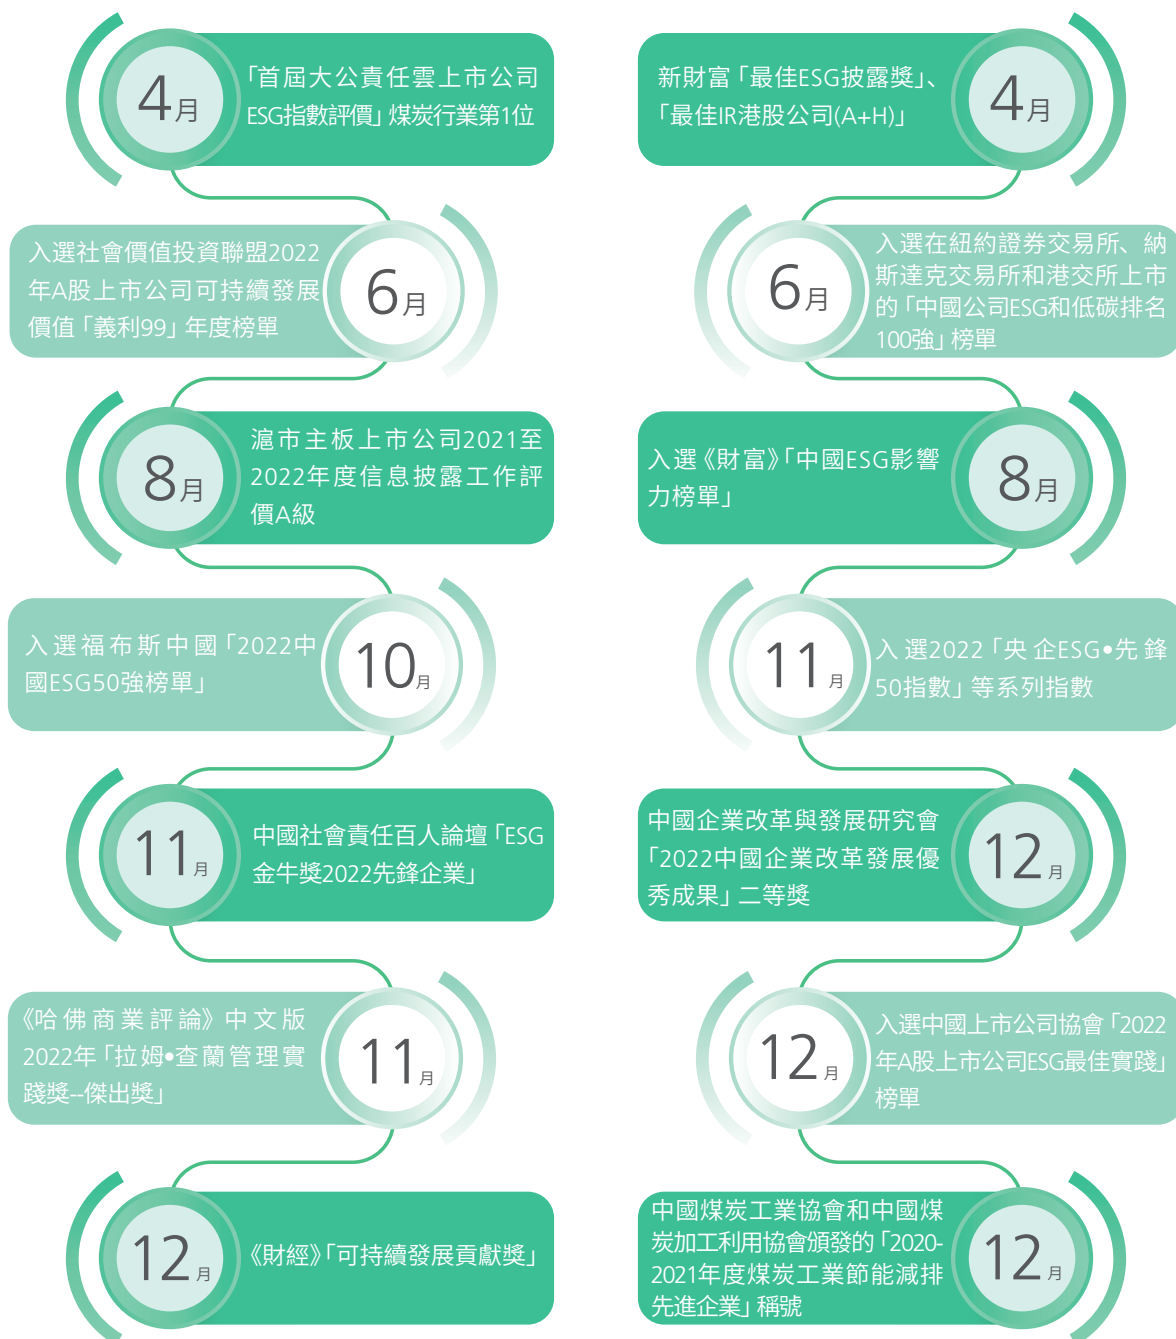 4月
「首屆大公責任雲上市公司
ESG指數評價」煤炭行業第1位
入選社會價值投資聯盟2022
年A股上市公司可持續發展
價值「義利99」年度榜單
6月
8月
滬市主板上市公司2021至
2022年度信息披露工作評
價A級
入選福布斯中國「2022中
國ESG50強榜單」
10月
11月
中國社會責任百人論壇「ESG
金牛獎2022先鋒企業」
《哈佛商業評論》中文版
2022年「拉姆•查蘭管理實
踐獎--傑出獎」
11月
12月
《財經》「可持續發展貢獻獎」
新財富「最佳ESG披露獎」、
「最佳IR港股公司(A+H)」
4月
6月
入選在紐約證券交易所、納
斯達克交易所和港交所上市
的「中國公司ESG和低碳排名
100強」榜單
入選《財富》「中國ESG影響
力榜單」
8月
11月
入選2022「央企ESG•先鋒
50指數」等系列指數
中國企業改革與發展研究會
「2022中國企業改革發展優
秀成果」二等獎
12月
12月
入選中國上市公司協會「2022
年A股上市公司ESG最佳實踐」
榜單
中國煤炭工業協會和中國煤
炭加工利用協會頒發的「2020-
2021年度煤炭工業節能減排
先進企業」稱號
12月